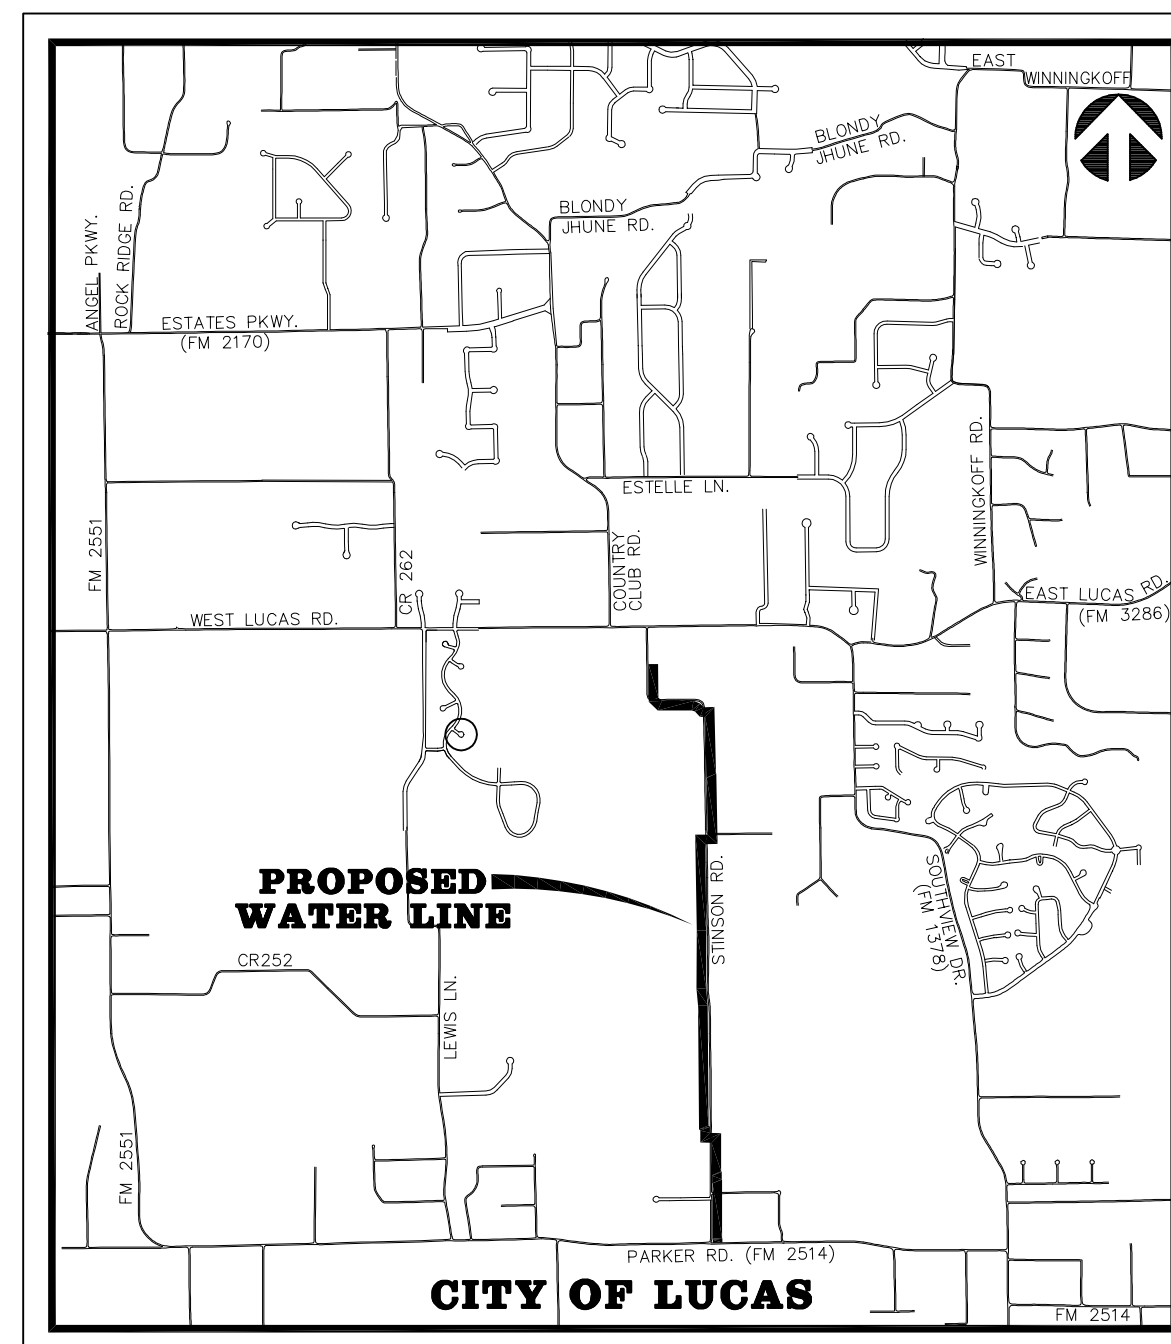 EAST
WINNINGKOFF
BLONDY
JHUNE RD.
BLONDY
JHUNE RD.
ANGEL PKWY.
ROCK RIDGE RD.
ESTATES PKWY.
(FM 2170)
WINNINGKOFF RD.
ESTELLE LN.
FM 2551
CR 262
COUNTRY
CLUB RD.
EAST LUCAS RD.
(FM 3286)
WEST LUCAS RD.
PROPOSED
WATER LINE
STINSON RD.
SOUTHVIEW DR.
(FM 1378)
CR252
LEWIS LN.
FM 2551
PARKER RD. (FM 2514)
CITY OF LUCAS
FM 2514